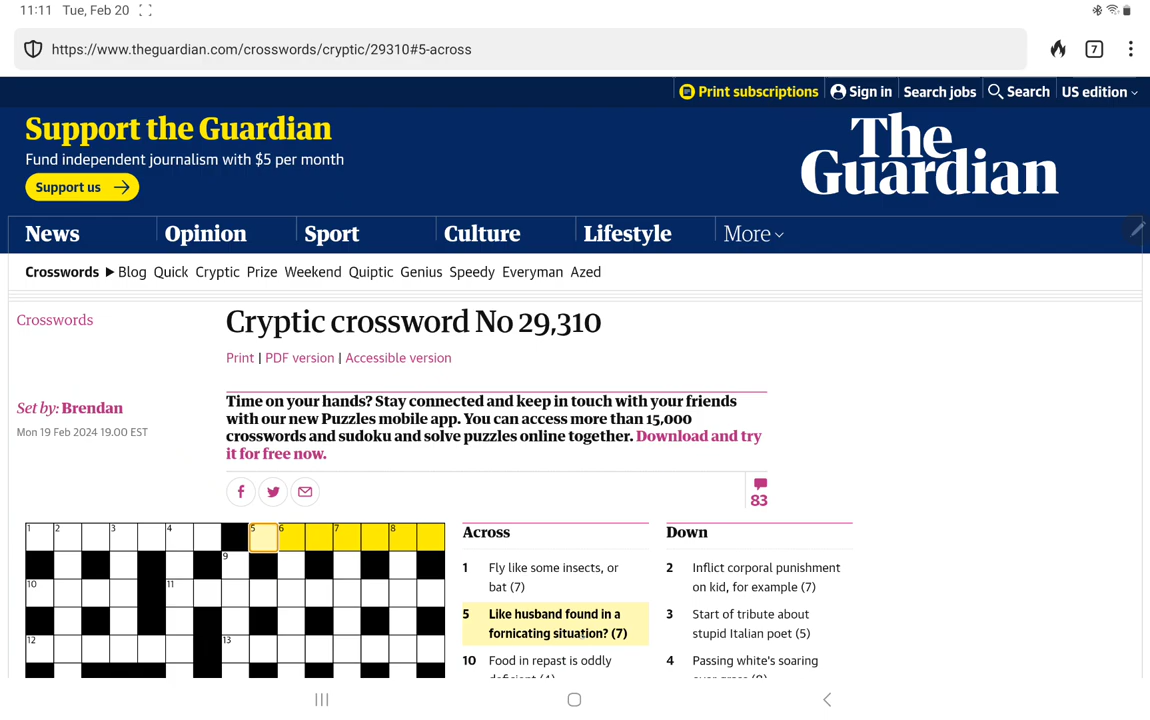 11:11 Tue, Feb 20
https://www.theguardian.com/crosswords/cryptic/29310#5-across
7
Print subscriptions
Sign in
Search jobs
Search
US edition
Support the Guardian
Fund independent journalism with $5 per month
Support us
The
Guardian
News
Opinion
Sport
Culture
Lifestyle
More
Crosswords
Blog Quick Cryptic Prize Weekend Quiptic Genius Speedy Everyman Azed
Crosswords
Cryptic crossword No 29,310
Print | PDF version | Accessible version
Set by: Brendan
Mon 19 Feb 2024 19.00 EST
Time on your hands? Stay connected and keep in touch with your friends
with our new Puzzles mobile app. You can access more than 15,000
crosswords and sudoku and solve puzzles online together. Download and try
it for free now.
83
1 2 3 4 5 6 7 8
9
10 11
12 13
Across
1 Fly like some insects, or
bat (7)
5 Like husband found in a
fornicating situation? (7)
10 Food in repast is oddly
Down
2 Inflict corporal punishment
on kid, for example (7)
3 Start of tribute about
stupid Italian poet (5)
4 Passing white's soaring